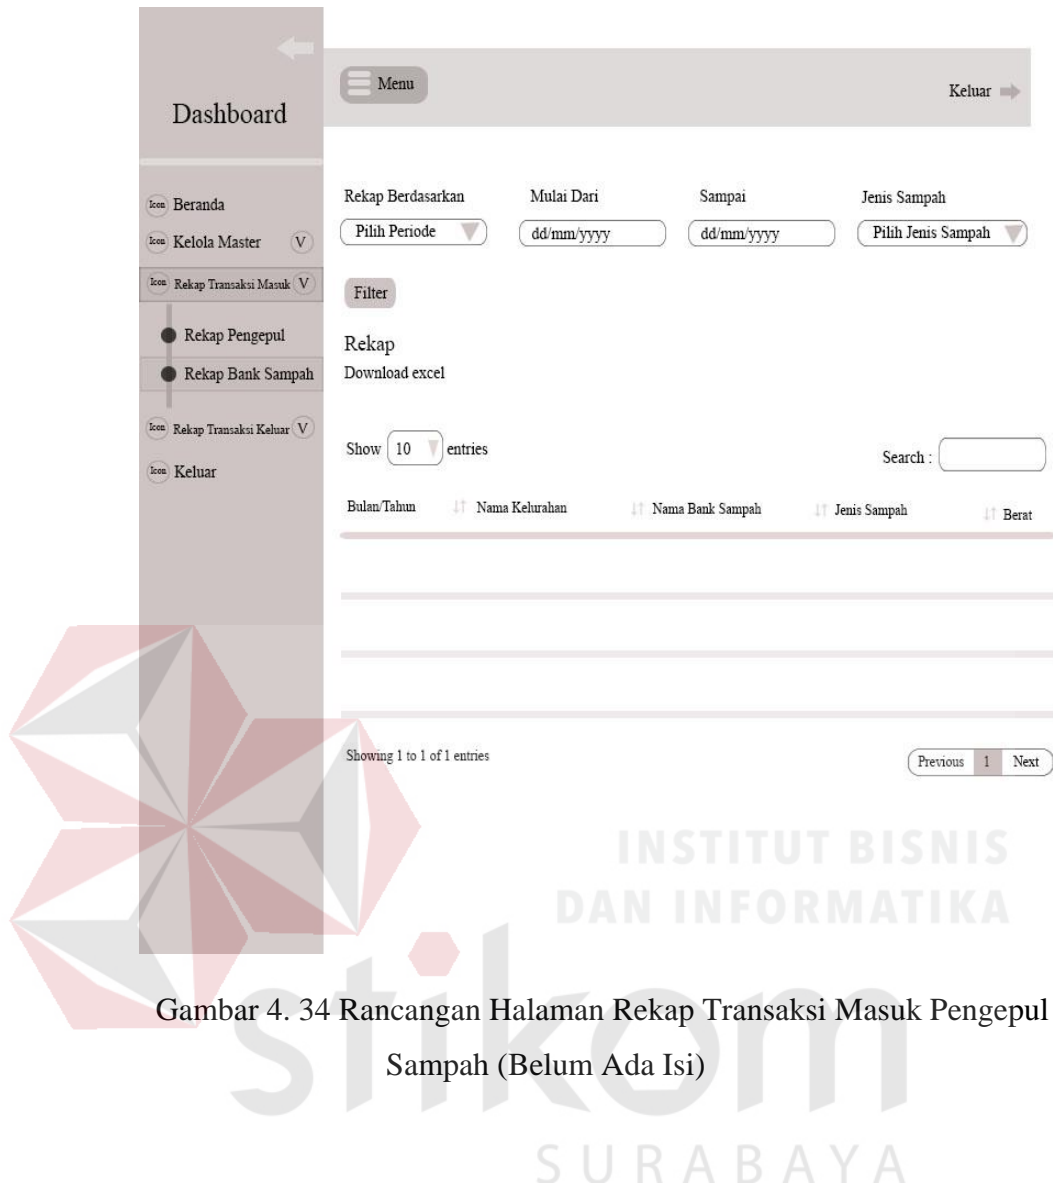 Dashboard
Icon Beranda
Icon Kelola Master V
Icon Rekap Transaksi Masuk V
Rekap Pengepul
Rekap Bank Sampah
Icon Rekap Transaksi Keluar V
Icon Keluar
Menu
Keluar
Rekap Berdasarkan Mulai Dari Sampai Jenis Sampah
Pilih Periode dd/mm/yyyy dd/mm/yyyy Pilih Jenis Sampah
Filter
Rekap
Download excel
Show 10 entries Search :
Bulan/Tahun Nama Kelurahan Nama Bank Sampah Jenis Sampah Berat
Showing 1 to 1 of 1 entries Previous 1 Next
INSTITUT BISNIS
DAN INFORMATIKA
stikom
SURABAYA
Gambar 4. 34 Rancangan Halaman Rekap Transaksi Masuk Pengepul
Sampah (Belum Ada Isi)